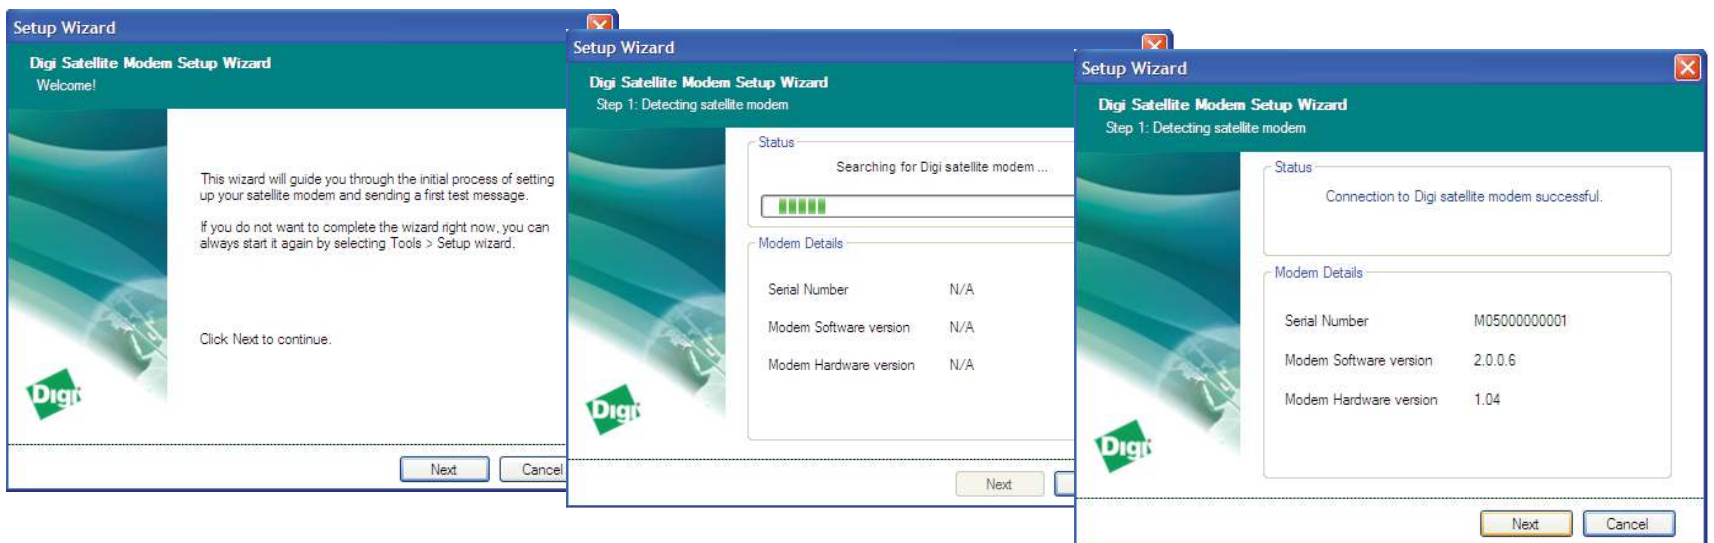 Setup Wizard
Digi Satellite Modem Setup Wizard
Welcome!
This wizard will guide you through the initial process of setting
up your satellite modem and sending a first test message.
If you do not want to complete the wizard right now, you can
always start it again by selecting Tools > Setup wizard.
Click Next to continue.
Digi
Next
Cancel
Setup Wizard
Digi Satellite Modem Setup Wizard
Step 1: Detecting satellite modem
Status
Searching for Digi satellite modem ...
Modem Details
Serial Number N/A
Modem Software version N/A
Modem Hardware version N/A
Digi
Next
Setup Wizard
Digi Satellite Modem Setup Wizard
Step 1: Detecting satellite modem
Status
Connection to Digi satellite modem successful.
Modem Details
Serial Number M05000000001
Modem Software version 2.0.0.6
Modem Hardware version 1.04
Digi
Next
Cancel